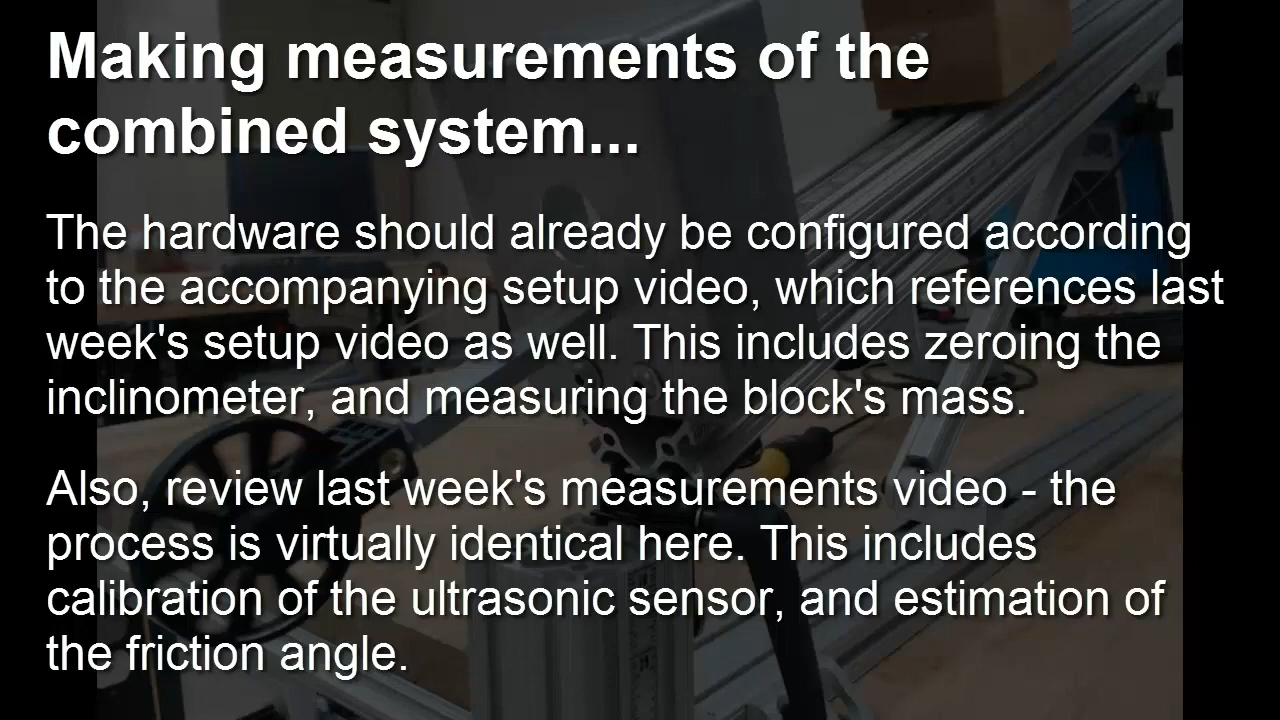 Making measurements of the
combined system...
The hardware should already be configured according
to the accompanying setup video, which references last
week's setup video as well. This includes zeroing the
inclinometer, and measuring the block's mass.
Also, review last week's measurements video - the
process is virtually identical here. This includes
calibration of the ultrasonic sensor, and estimation of
the friction angle.